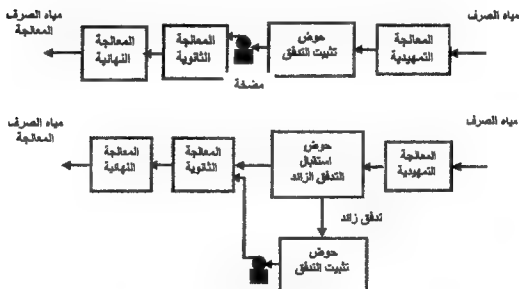 مياه الصرف
المعالجة
التمهيدية
حوض
تثبيت التدفق
مضخة
المعالجة
الثانوية
المعالجة
النهائية
مياه الصرف
المعالجة
مياه الصرف
المعالجة
التمهيدية
حوض
استقبال
التدفق الزائد
تدفق زائد
حوض
تثبيت التدفق
المعالجة
الثانوية
المعالجة
النهائية
مياه الصرف
المعالجة